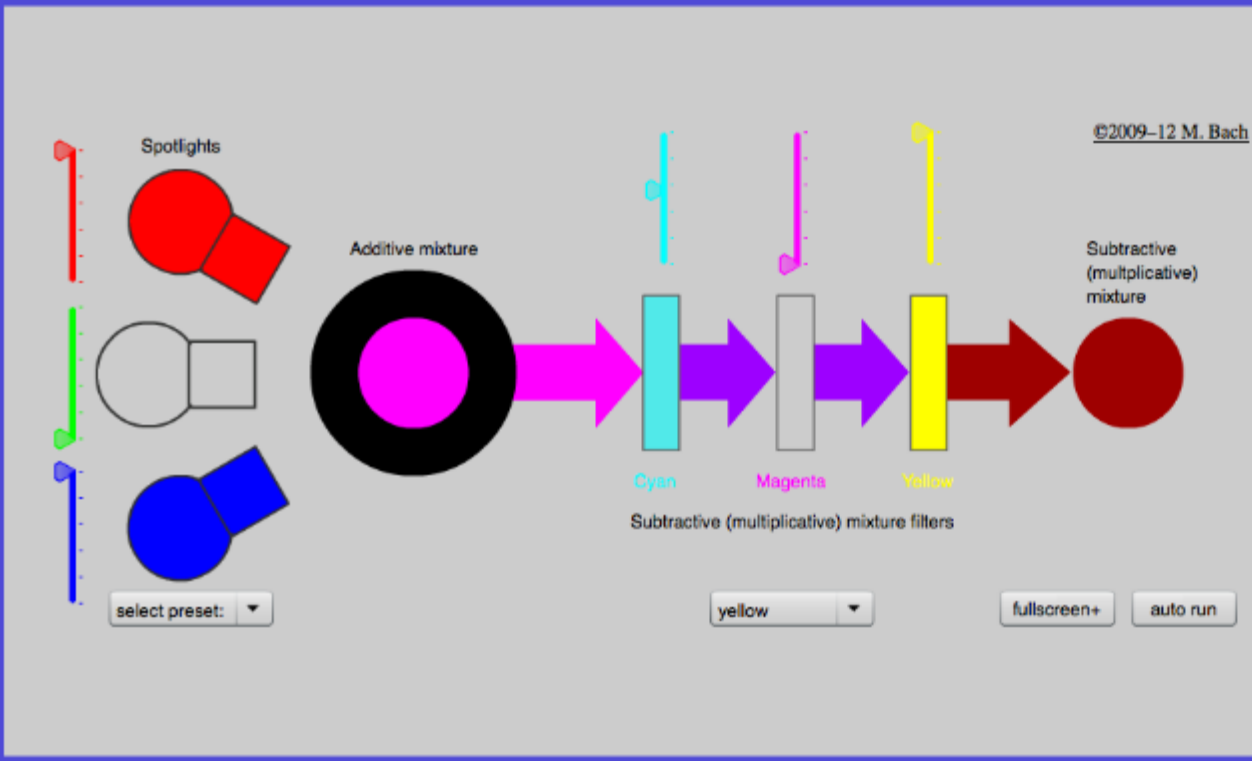 ©2009–12 M. Bach
Spotlights
Additive mixture
Subtractive
(multplicative)
mixture
Cyan
Magenta
Yellow
Subtractive (multiplicative) mixture filters
select preset:
yellow
fullscreen+
auto run